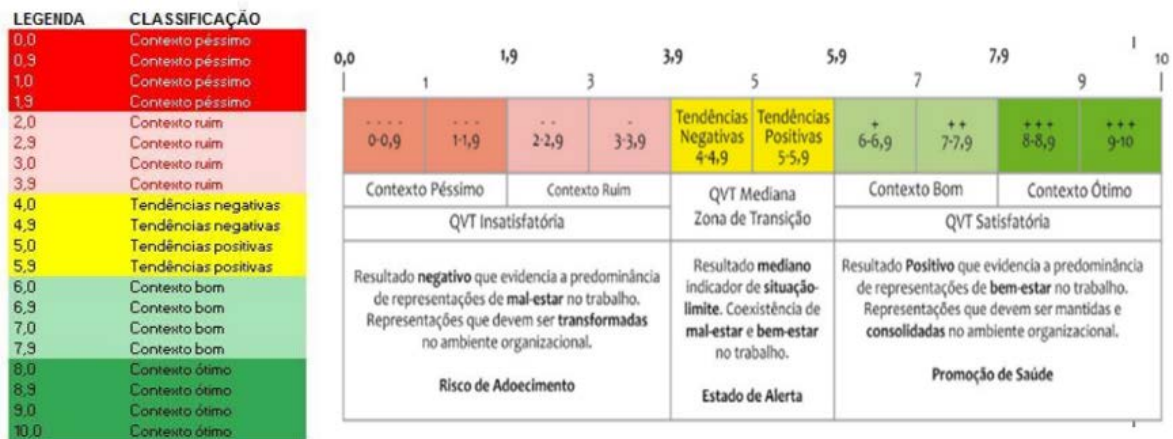 LEGENDA CLASSIFICAÇÃO
0,0 Contexto péssimo
0,9 Contexto péssimo
1,0 Contexto péssimo
1,9 Contexto péssimo
2,0 Contexto ruim
2,9 Contexto ruim
3,0 Contexto ruim
3,9 Contexto ruim
4,0 Tendências negativas
4,9 Tendências negativas
5,0 Tendências positivas
5,9 Tendências positivas
6,0 Contexto bom
6,9 Contexto bom
7,0 Contexto bom
7,9 Contexto bom
8,0 Contexto ótimo
8,9 Contexto ótimo
9,0 Contexto ótimo
10,0 Contexto ótimo
0,0 1,9 3,9 5,9 7,9 10
1 3 5 7 9
- - - -
0-0,9
- - -
1-1,9
- -
2-2,9
-
3-3,9
Tendências
Negativas
4-4,9
Tendências
Positivas
5-5,9
+
6-6,9
+ +
7-7,9
+ + +
8-8,9
+ + +
9-10
Contexto Péssimo
Contexto Ruim
QVT Mediana
Zona de Transição
Contexto Bom
Contexto Ótimo
QVT Insatisfatória
QVT Satisfatória
Resultado negativo que evidencia a predominância
de representações de mal-estar no trabalho.
Representações que devem ser transformadas
no ambiente organizacional.
Risco de Adoecimento
Resultado mediano
indicador de situação-
limite. Coexistência de
mal-estar e bem-estar
no trabalho.
Estado de Alerta
Resultado Positivo que evidencia a predominância
de representações de bem-estar no trabalho.
Representações que devem ser mantidas e
consolidadas no ambiente organizacional.
Promoção de Saúde